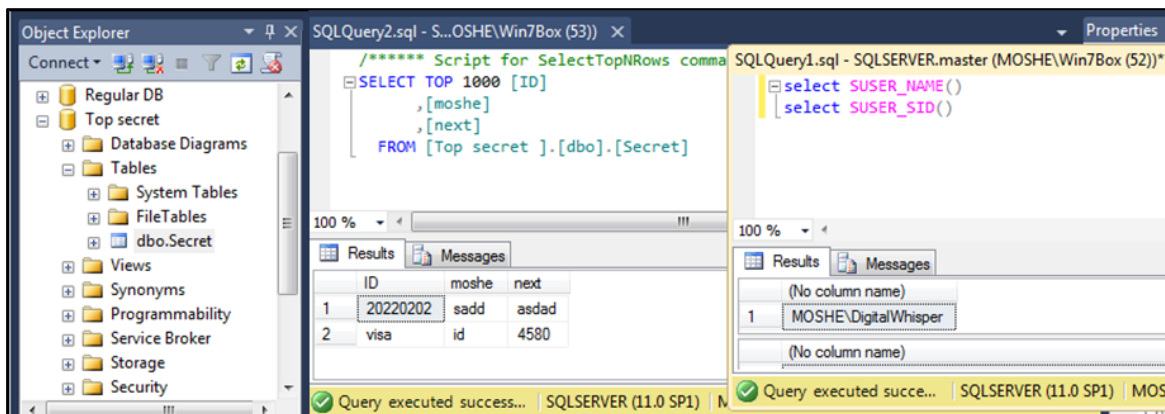 Object Explorer
Connect
Regular DB
Top secret
Database Diagrams
Tables
System Tables
FileTables
dbo.Secret
Views
Synonyms
Programmability
Service Broker
Storage
Security
SQLQuery2.sql - S...OSHE\Win7Box (53))
/****** Script for SelectTopNRows comma
SELECT TOP 1000 [ID]
,[moshe]
,[next]
FROM [Top secret ].[dbo].[Secret]
100 %
Results Messages
ID moshe next
1 20220202 sadd asdad
2 visa id 4580
Query executed success... SQLSERVER (11.0 SP1) M
Properties
SQLQuery1.sql - SQLSERVER.master (MOSHE\Win7Box (52))*
select SUSER_NAME()
select SUSER_SID()
100 %
Results Messages
(No column name)
1 MOSHE\DigitalWhisper
(No column name)
Query executed succe... SQLSERVER (11.0 SP1) MOS